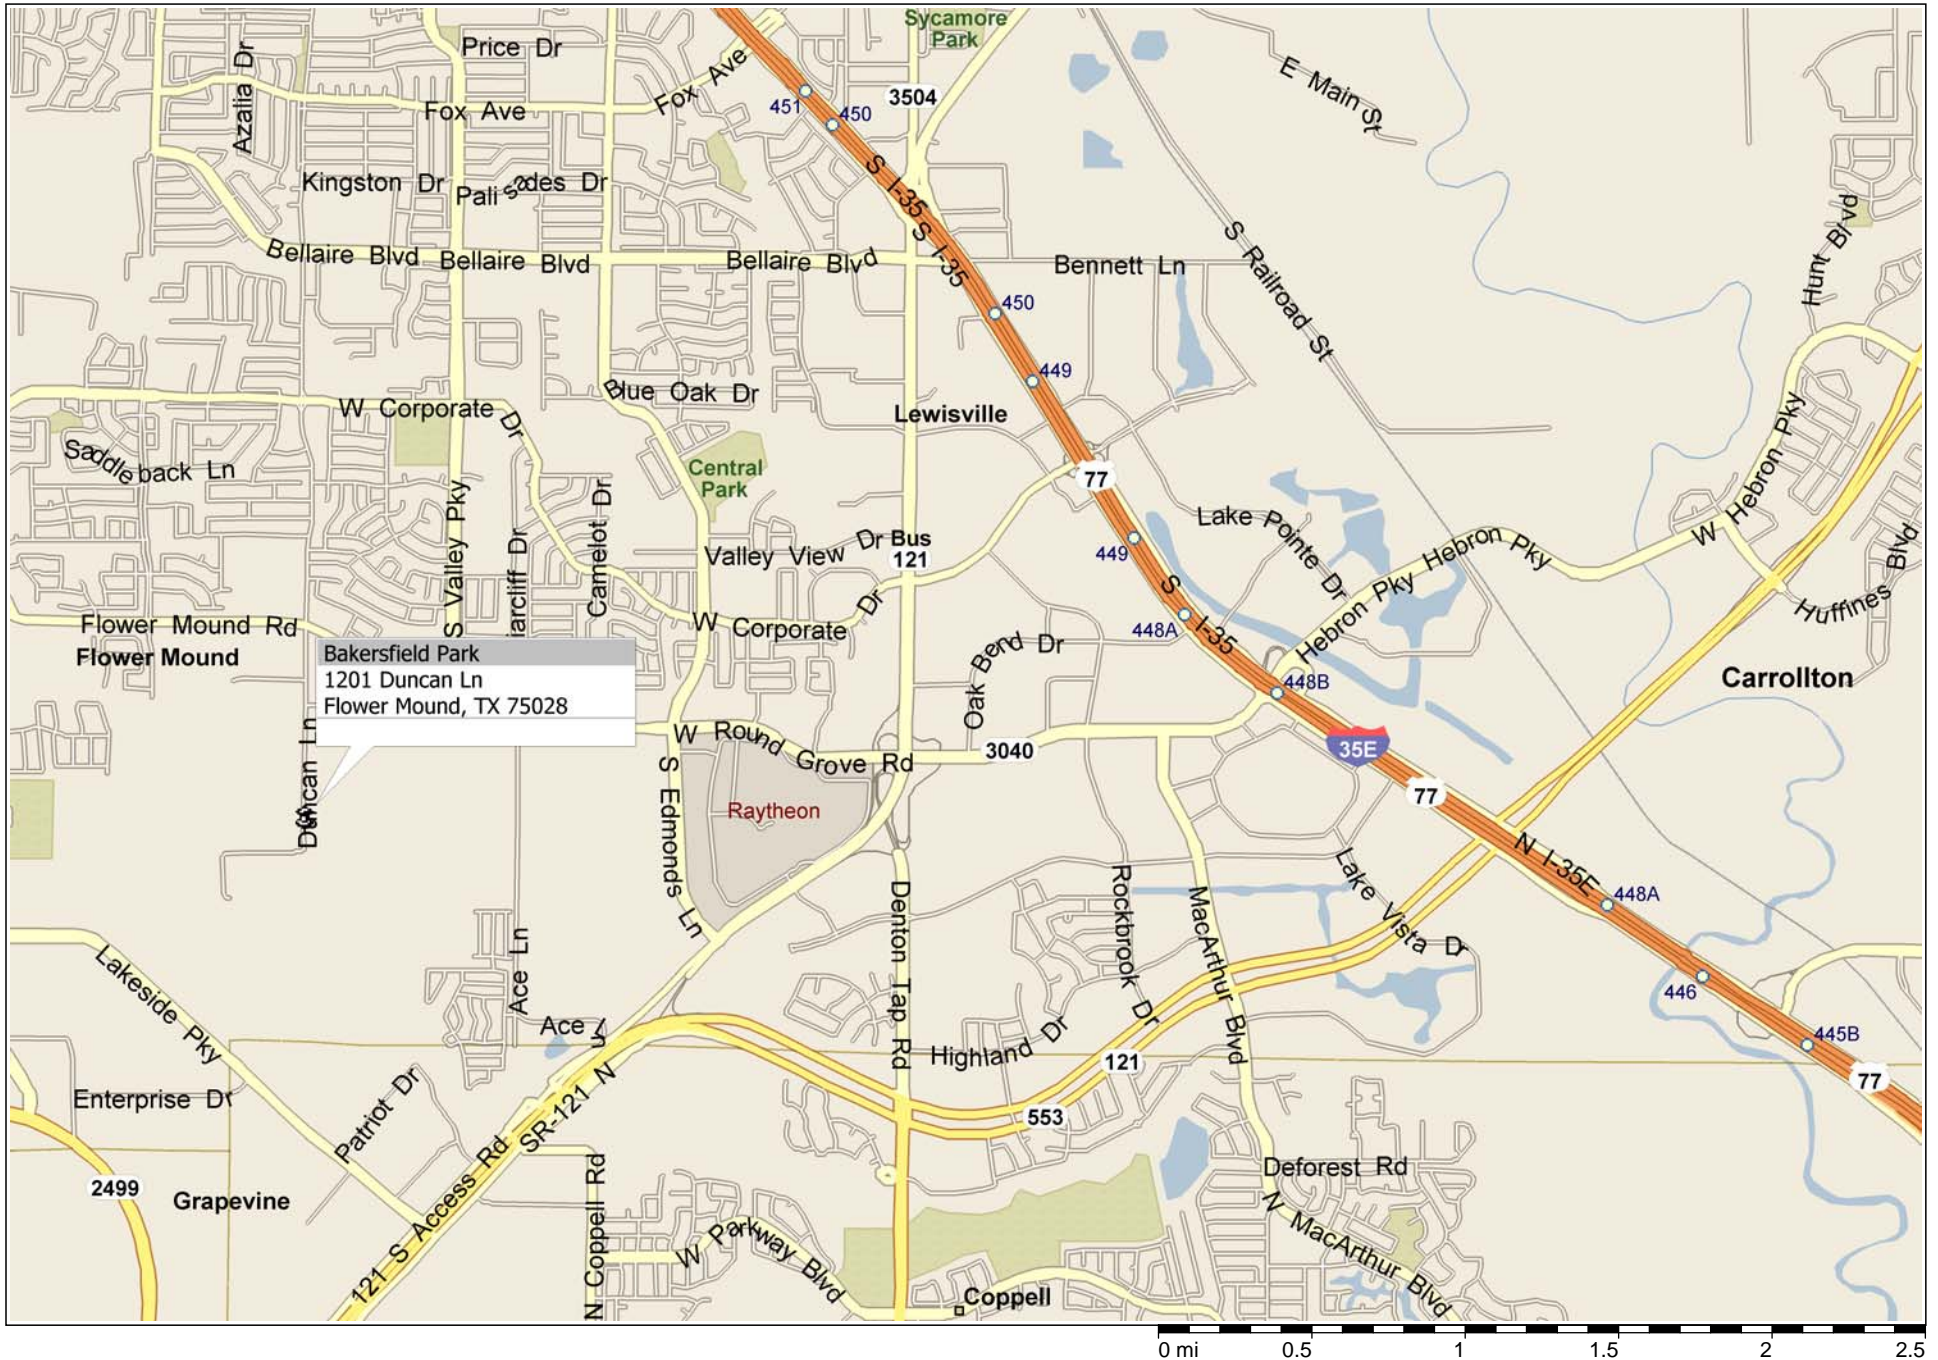 Sycamore
Park
Price Dr
Azalia Dr
Fox Ave
Fox Ave
E Main St
3504
451
450
Kingston Dr
Palisades Dr
S I-35
S I-35
Bellaire Blvd
Bellaire Blvd
Bellaire Blvd
Bennett Ln
S Railroad St
Hunt Blvd
450
449
Blue Oak Dr
W Corporate Dr
Lewisville
Saddleback Ln
Central
Park
77
W Hebron Pky
Lake Pointe Dr
Hebron Pky
Hebron Pky
S Valley Pky
iarcliff Dr
Camelot Dr
Valley View Dr
Bus
121
449
Huffines Blvd
Flower Mound Rd
W Corporate Dr
448A
S I-35
Flower Mound
Oak Bend Dr
Bakersfield Park
1201 Duncan Ln
Flower Mound, TX 75028
448B
Carrollton
Duncan Ln
W Round Grove Rd
3040
35E
77
S Edmonds Ln
Raytheon
N I-35E
448A
Lake Vista Dr
Rockbrook Dr
MacArthur Blvd
Denton Tap Rd
Lakeside Pky
Ace Ln
Ace Ln
446
445B
Highland Dr
121
77
Enterprise Dr
Patriot Dr
SR-121 N
553
Deforest Rd
2499
Grapevine
121 S Access Rd
N Coppell Rd
W Parkway Blvd
N MacArthur Blvd
Coppell
0 mi 0.5 1 1.5 2 2.5